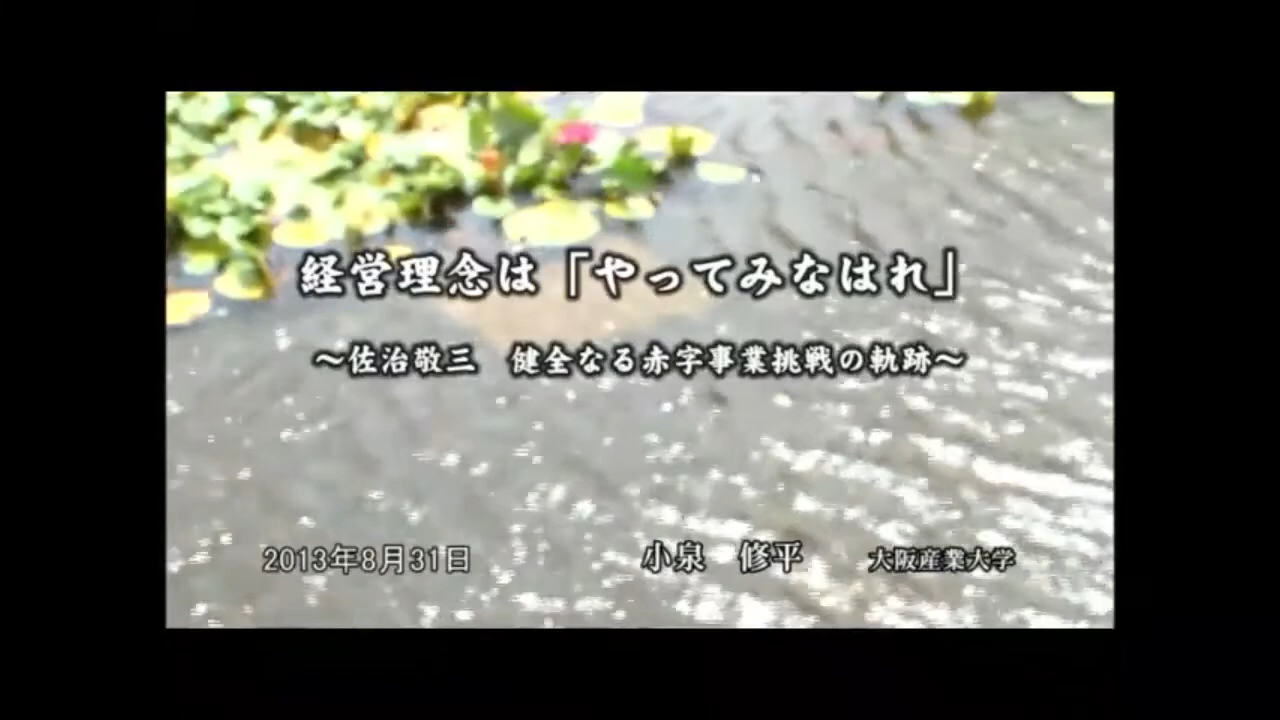 経営理念は「やってみなはれ」
～佐治敬三　健全なる赤字事業挑戦の軌跡～
2013年8月31日　小泉　修平　大阪産業大学